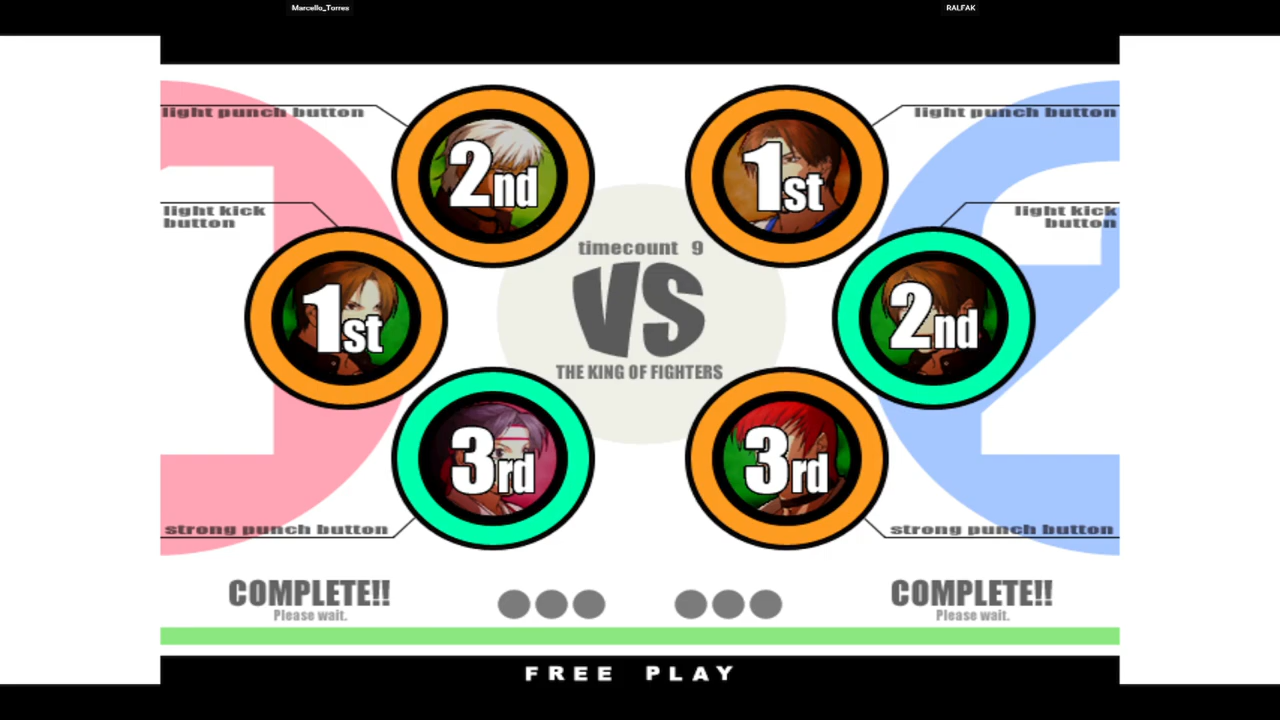 Marcello_Torres
RALFAK
light punch button
light punch button
2nd
1st
light kick
button
light kick
button
timecount 9
VS
THE KING OF FIGHTERS
1st
2nd
3rd
3rd
strong punch button
strong punch button
COMPLETE!!
Please wait.
COMPLETE!!
Please wait.
FREE PLAY